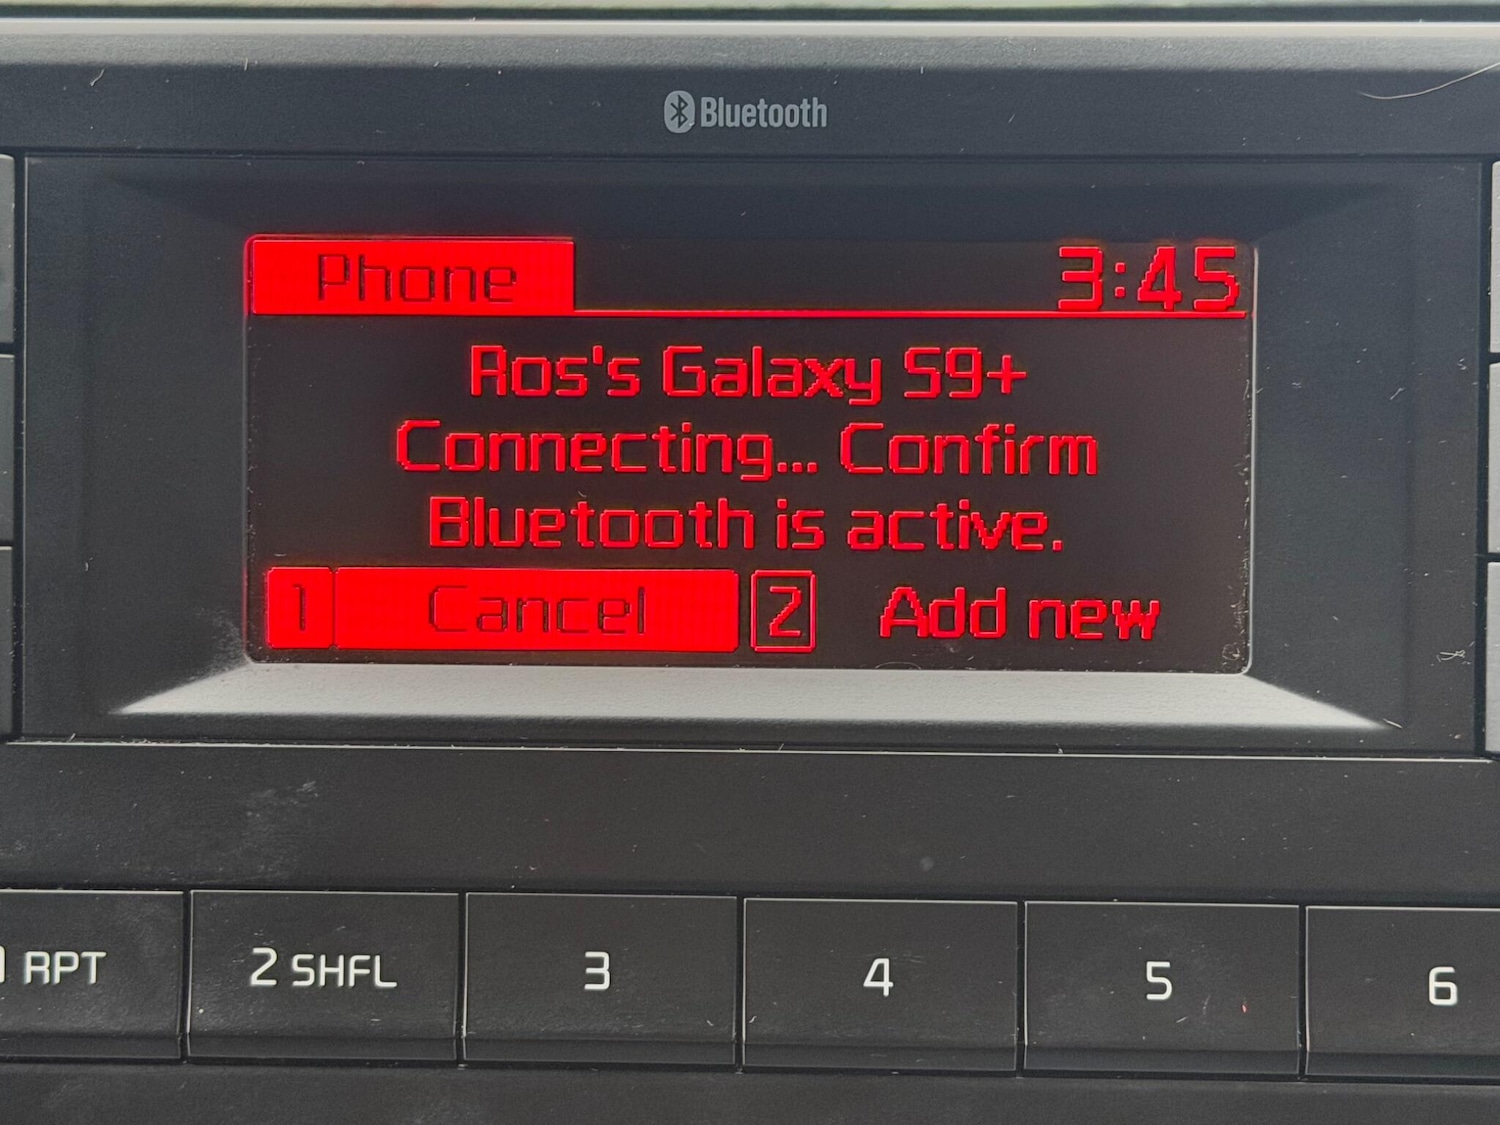 Bluetooth
Phone 3:45
Ros's Galaxy S9+
Connecting... Confirm
Bluetooth is active.
1 Cancel 2 Add new
1 RPT 2 SHFL 3 4 5 6